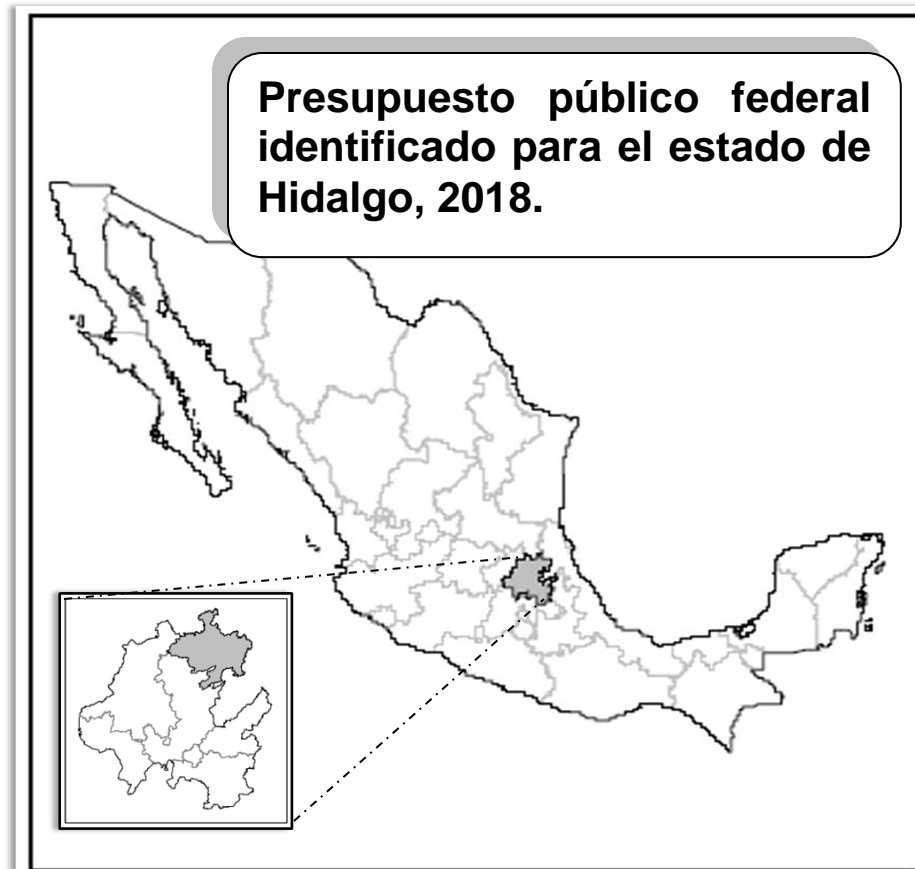 Presupuesto público federal
identificado para el estado de
Hidalgo, 2018.